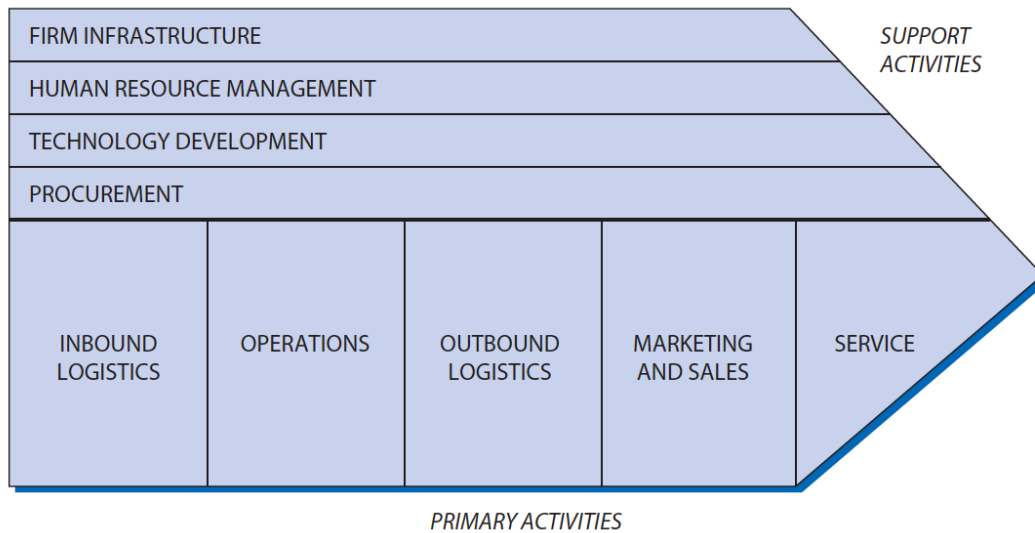 FIRM INFRASTRUCTURE
SUPPORT
ACTIVITIES
HUMAN RESOURCE MANAGEMENT
TECHNOLOGY DEVELOPMENT
PROCUREMENT
INBOUND
LOGISTICS
OPERATIONS
OUTBOUND
LOGISTICS
MARKETING
AND SALES
SERVICE
PRIMARY ACTIVITIES